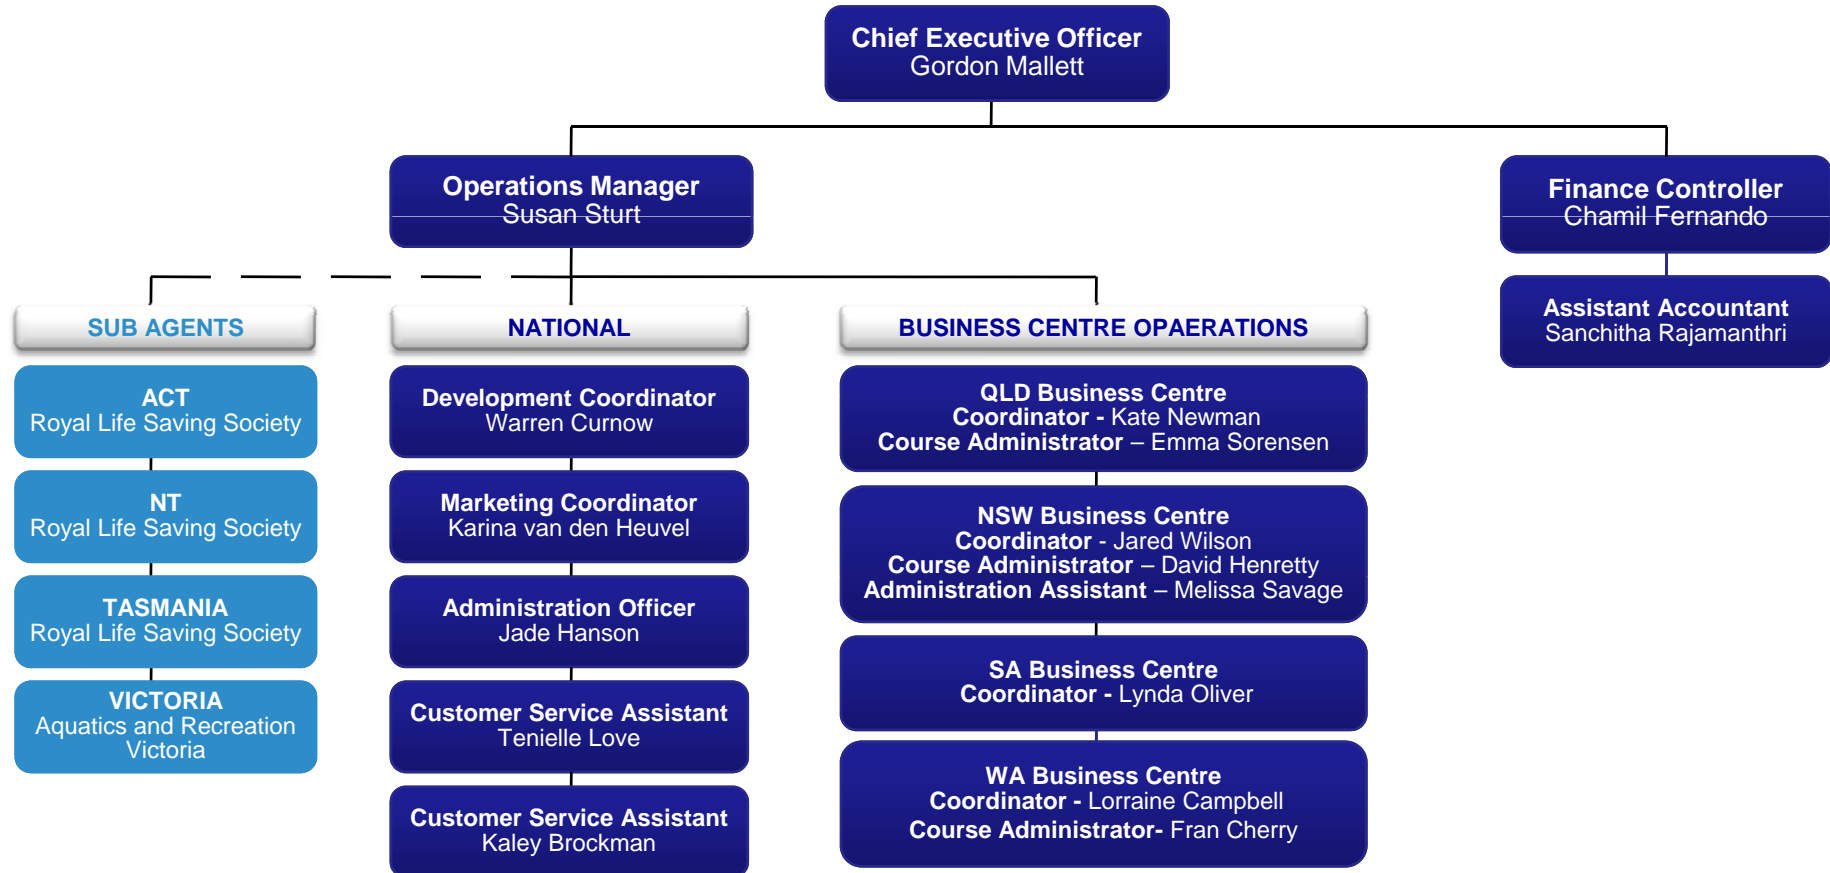 Chief Executive Officer
Gordon Mallett
Operations Manager
Susan Sturt
Finance Controller
Chamil Fernando
Assistant Accountant
Sanchitha Rajamanthri
SUB AGENTS
ACT
Royal Life Saving Society
NT
Royal Life Saving Society
TASMANIA
Royal Life Saving Society
VICTORIA
Aquatics and Recreation
Victoria
NATIONAL
Development Coordinator
Warren Curnow
Marketing Coordinator
Karina van den Heuvel
Administration Officer
Jade Hanson
Customer Service Assistant
Tenielle Love
Customer Service Assistant
Kaley Brockman
BUSINESS CENTRE OPAERATIONS
QLD Business Centre
Coordinator - Kate Newman
Course Administrator – Emma Sorensen
NSW Business Centre
Coordinator - Jared Wilson
Course Administrator – David Henretty
Administration Assistant – Melissa Savage
SA Business Centre
Coordinator - Lynda Oliver
WA Business Centre
Coordinator - Lorraine Campbell
Course Administrator- Fran Cherry